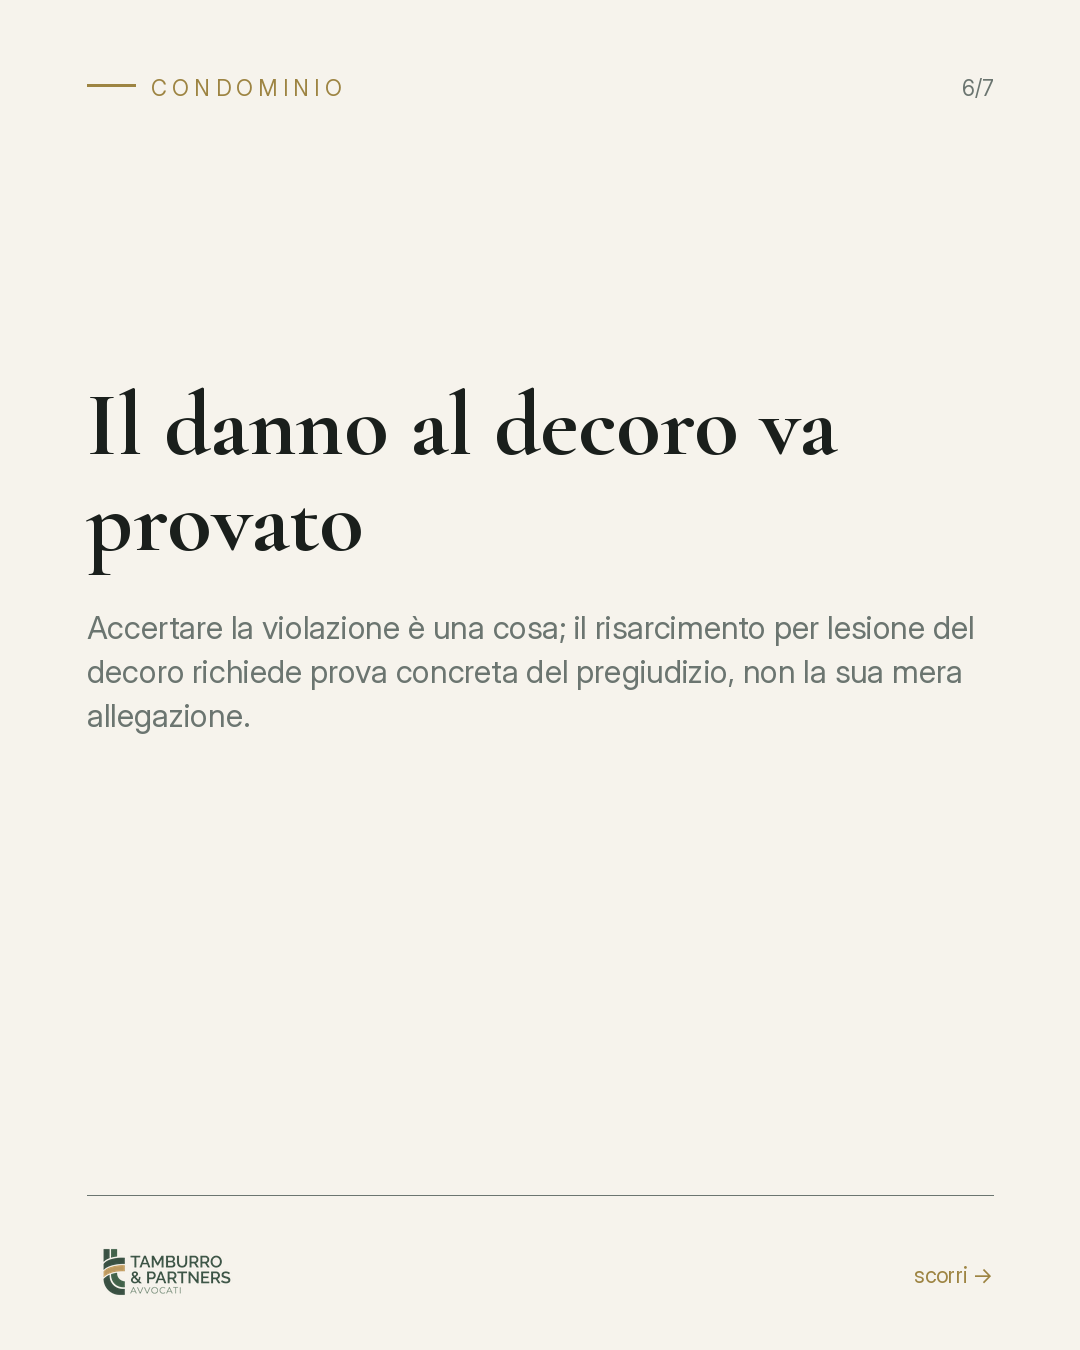 CONDOMINIO
6/7
Il danno al decoro va
provato
Accertare la violazione è una cosa; il risarcimento per lesione del
decoro richiede prova concreta del pregiudizio, non la sua mera
allegazione.
TAMBURRO
& PARTNERS
AVVOCATI
scorri →